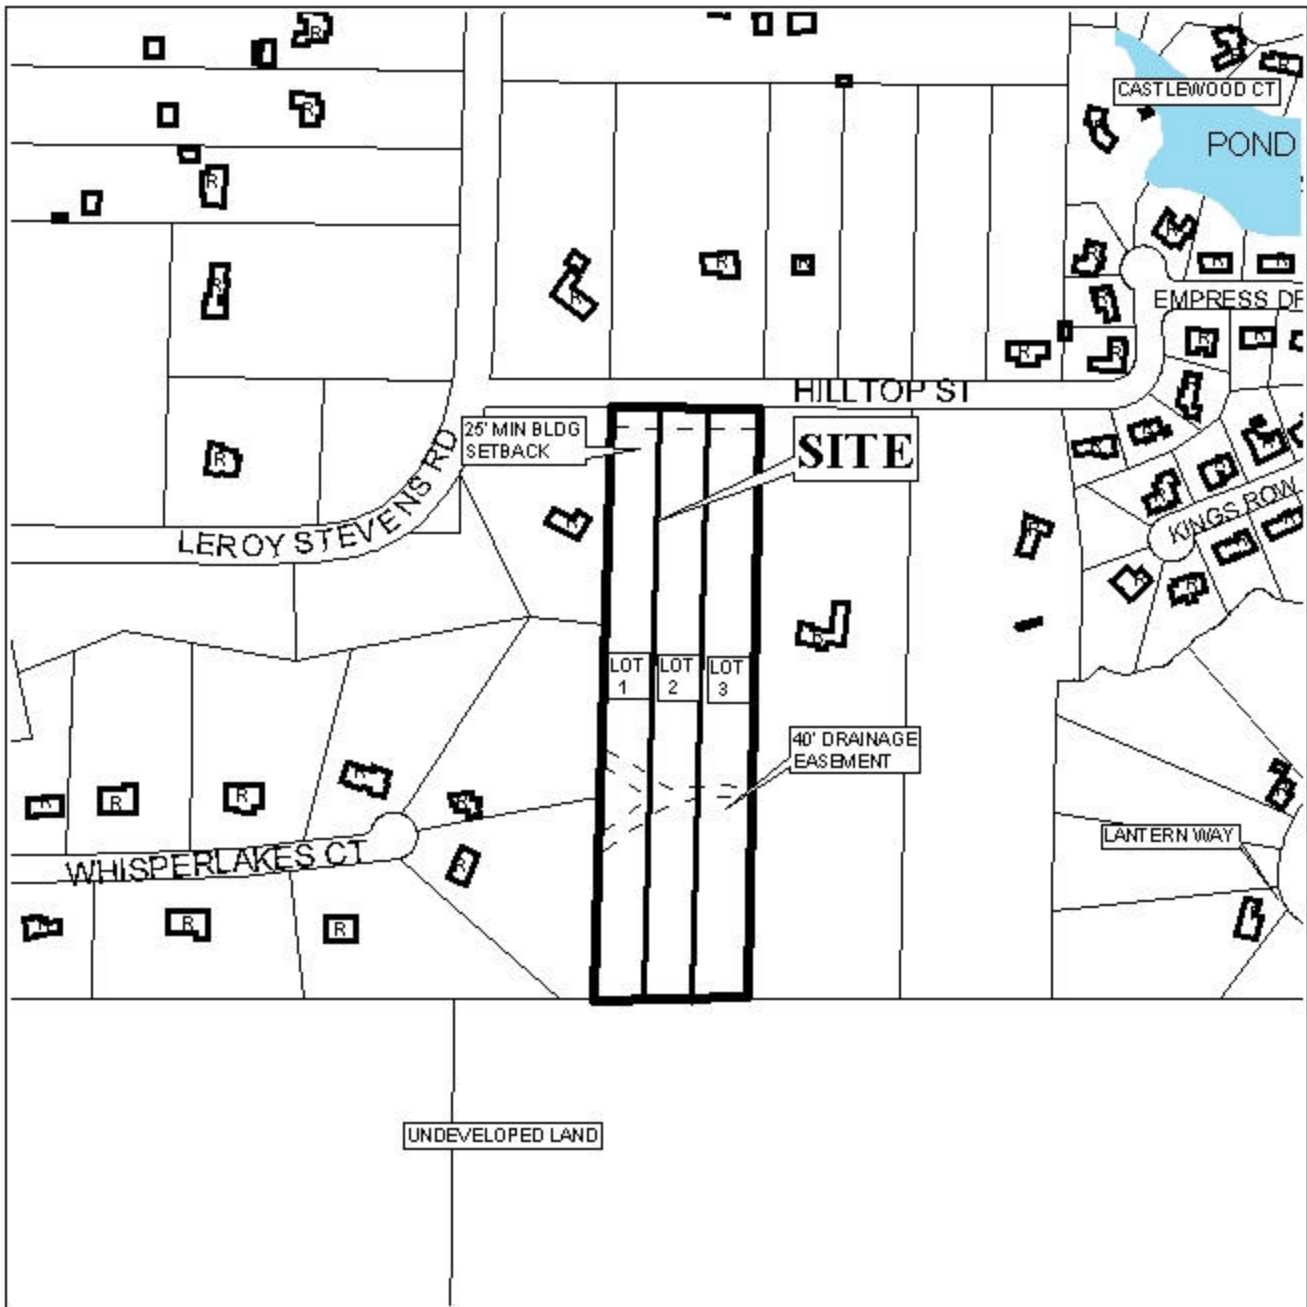 R
R
CASTLEWOOD CT
POND
R
R
R
R
R
R
EMPRESS DR
HILLTOP ST
25' MIN BLDG
SETBACK
SITE
R
LEROY STEVENS RD
KINGS ROW
R
LOT
1
LOT
2
LOT
3
40' DRAINAGE
EASEMENT
R
R
LANTERN WAY
WHISPERLAKES CT
R
R
UNDEVELOPED LAND